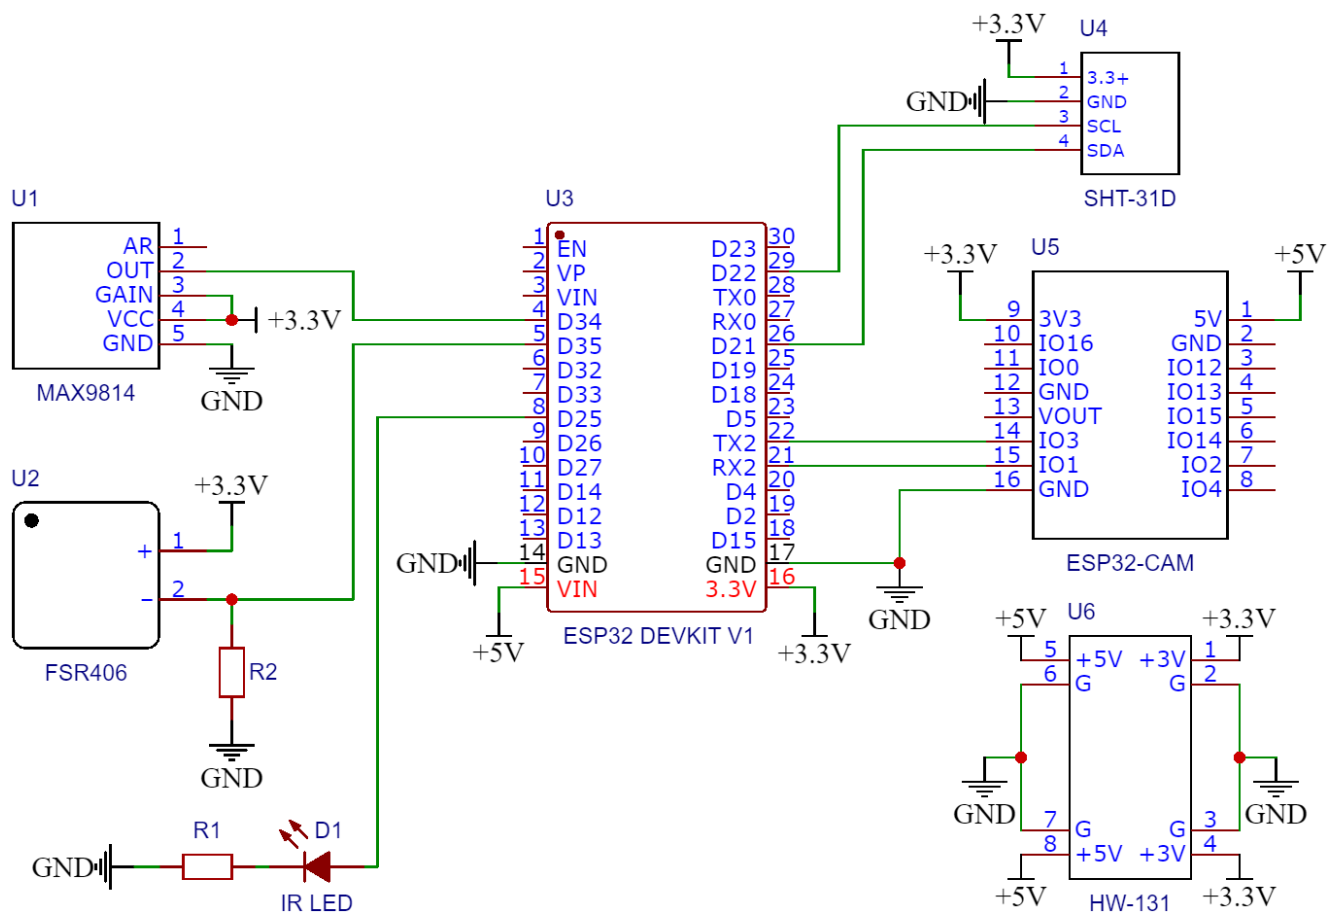 U1
AR 1
OUT 2
GAIN 3
VCC 4
GND 5
+3.3V
GND
MAX9814
U2
+3.3V
+ 1
− 2
FSR406
R2
GND
R1
D1
GND
IR LED
U3
1 EN
2 VP
3 VIN
4 D34
5 D35
6 D32
7 D33
8 D25
9 D26
10 D27
11 D14
12 D12
13 D13
14 GND
15 VIN
GND
+5V
D23 30
D22 29
TX0 28
RX0 27
D21 26
D19 25
D18 24
D5 23
TX2 22
RX2 21
D4 20
D2 19
D15 18
GND 17
3.3V 16
+3.3V
GND
ESP32 DEVKIT V1
+3.3V
U4
GND
1 3.3+
2 GND
3 SCL
4 SDA
SHT-31D
U5
+3.3V
+5V
9 3V3
10 IO16
11 IO0
12 GND
13 VOUT
14 IO3
15 IO1
16 GND
5V 1
GND 2
IO12 3
IO13 4
IO15 5
IO14 6
IO2 7
IO4 8
ESP32-CAM
U6
+5V
+3.3V
5 +5V
6 G
7 G
8 +5V
+3V 1
G 2
G 3
+3V 4
GND
GND
+5V
+3.3V
HW-131